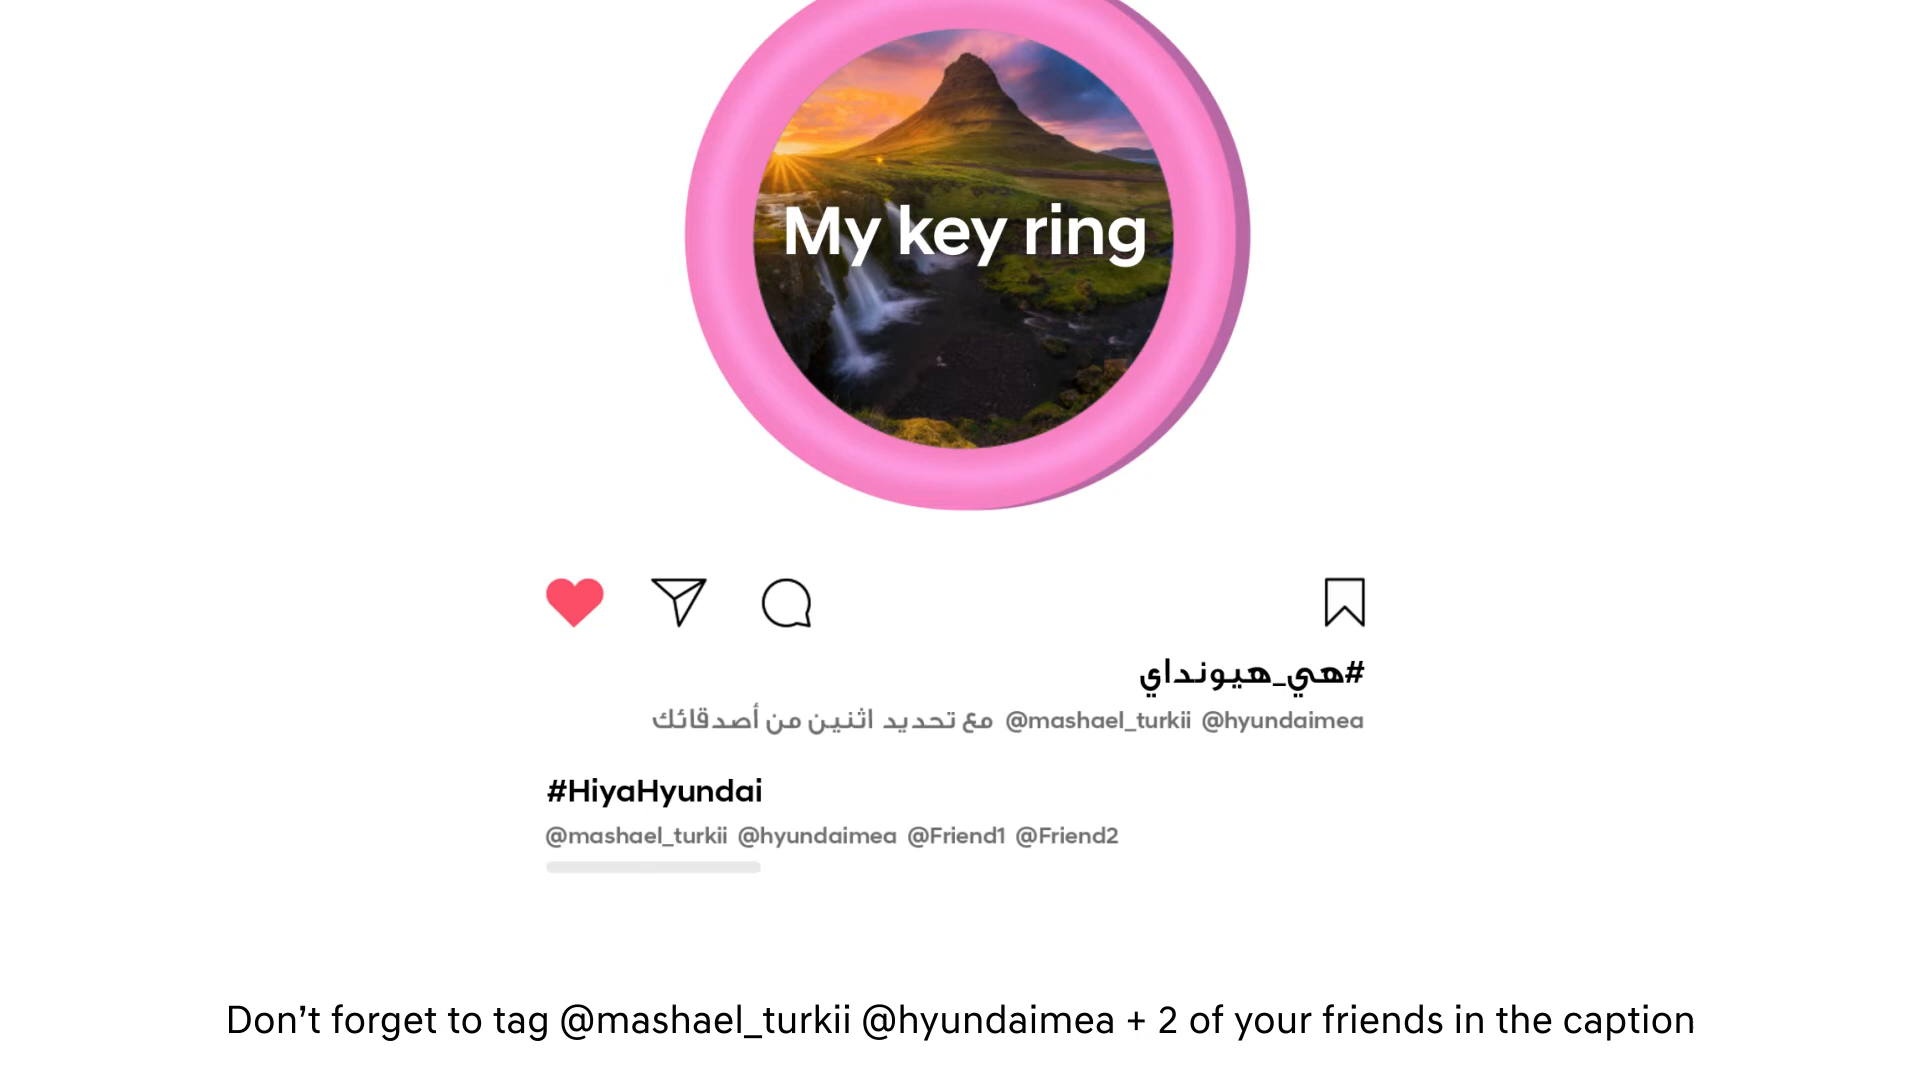 My key ring
#هي_هيونداي
@hyundaimea @mashael_turkii مع تحديد اثنين من أصدقائك
#HiyaHyundai
@mashael_turkii @hyundaimea @Friend1 @Friend2
Don’t forget to tag @mashael_turkii @hyundaimea + 2 of your friends in the caption